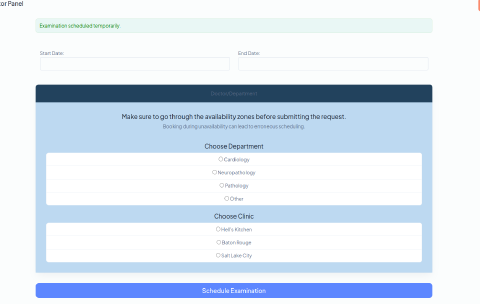 or Panel
Examination scheduled temporarily.
Start Date:
End Date:
Make sure to go through the availability zones before submitting the request.
Booking during unavailability can lead to erroneous scheduling.
Choose Department
Cardiology
Neuropathology
Pathology
Other
Choose Clinic
Hell's Kitchen
Baton Rouge
Salt Lake City
Schedule Examination